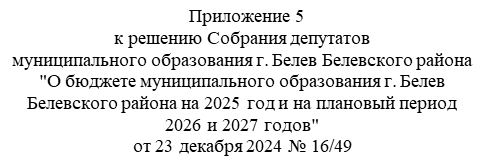 Приложение 5
к решению Собрания депутатов
муниципального образования г. Белев Белевского района
"О бюджете муниципального образования г. Белев
Белевского района на 2025 год и на плановый период
2026 и 2027 годов"
от 23 декабря 2024 № 16/49